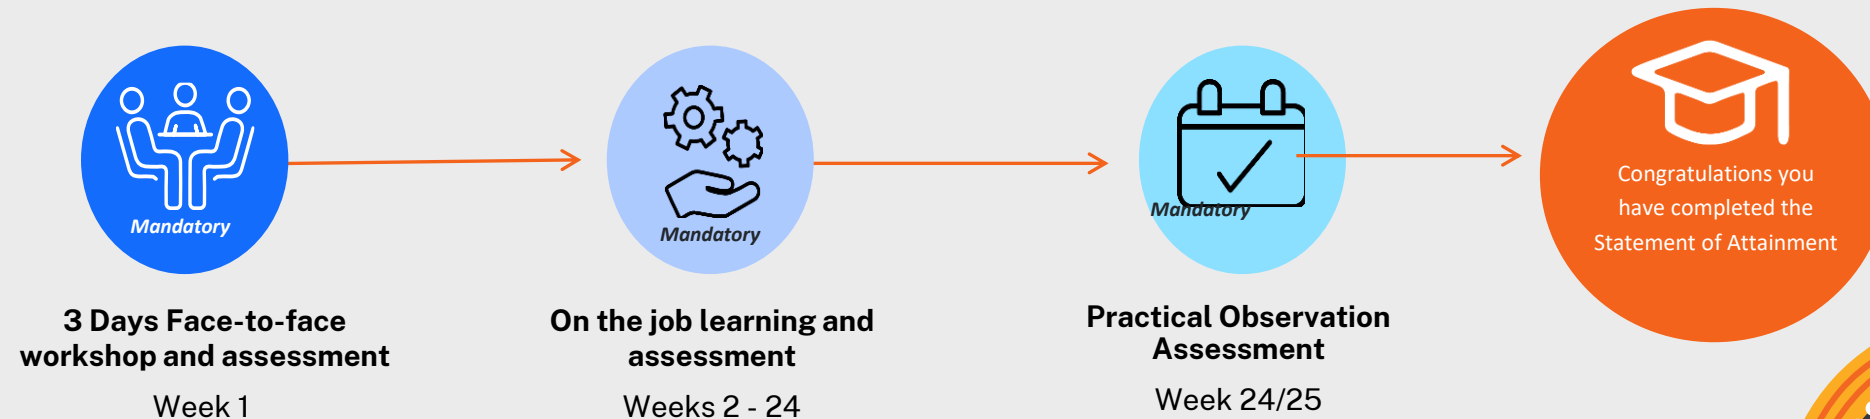 Mandatory
3 Days Face-to-face
workshop and assessment
Week 1
Mandatory
On the job learning and
assessment
Weeks 2 - 24
Mandatory
Practical Observation
Assessment
Week 24/25
Congratulations you
have completed the
Statement of Attainment